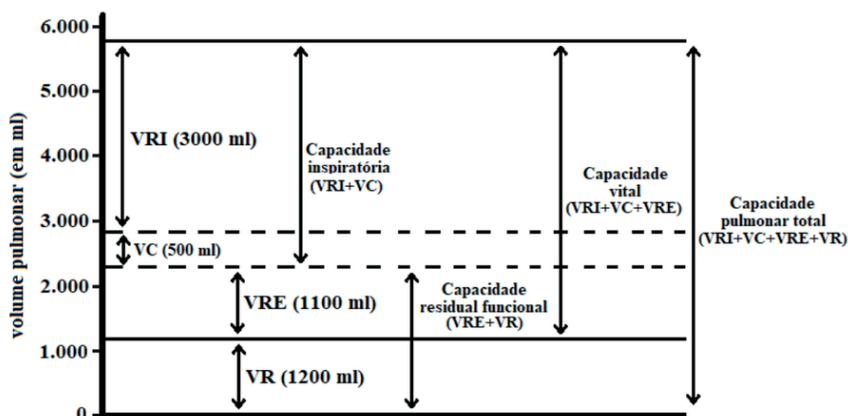 volume pulmonar (em ml)
6.000
5.000
4.000
3.000
2.000
1.000
0
VRI (3000 ml)
VC (500 ml)
VRE (1100 ml)
VR (1200 ml)
Capacidade
inspiratória
(VRI+VC)
Capacidade
residual funcional
(VRE+VR)
Capacidade
vital
(VRI+VC+VRE)
Capacidade
pulmonar total
(VRI+VC+VRE+VR)